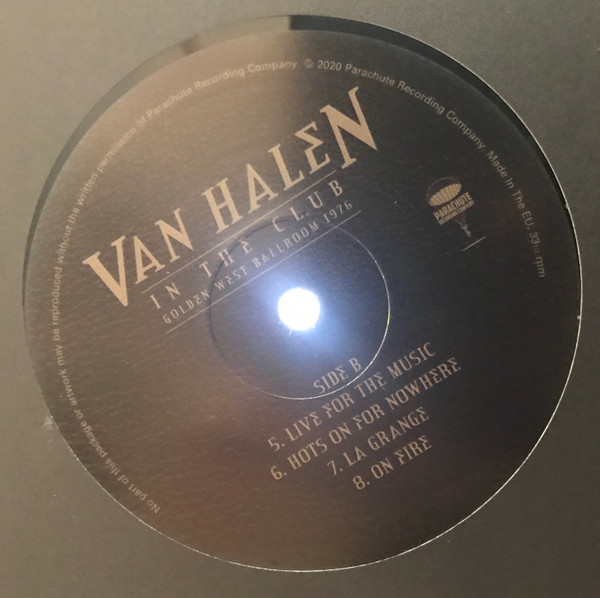 VAN HALEN
IN THE CLUB
GOLDEN WEST BALLROOM 1976
PARACHUTE
SIDE B
5. LIVE FOR THE MUSIC
6. HOTS ON FOR NOWHERE
7. LA GRANGE
8. ON FIRE
No part of this package or artwork may be reproduced without the written permission of Parachute Recording Company. © 2020 Parachute Recording Company. Made In The EU. 33 rpm